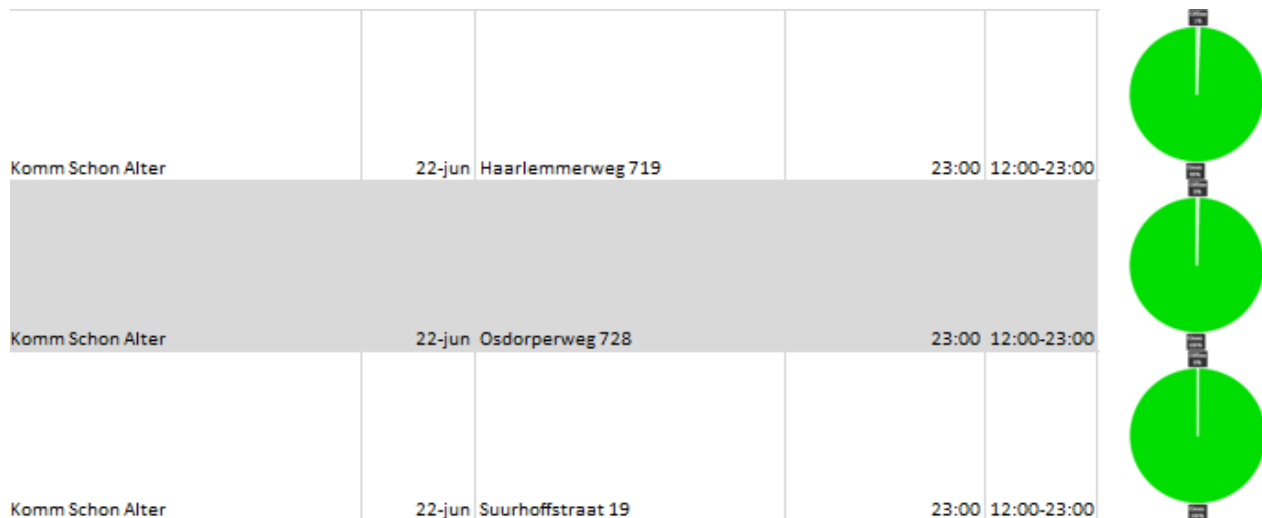 Komm Schon Alter 22-jun Haarlemmerweg 719 23:00 12:00-23:00
Komm Schon Alter 22-jun Osdorperweg 728 23:00 12:00-23:00
Komm Schon Alter 22-jun Suurhoffstraat 19 23:00 12:00-23:00